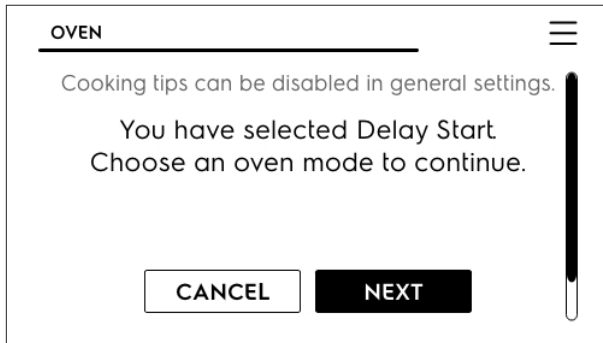 OVEN
Cooking tips can be disabled in general settings.
You have selected Delay Start.
Choose an oven mode to continue.
CANCEL NEXT